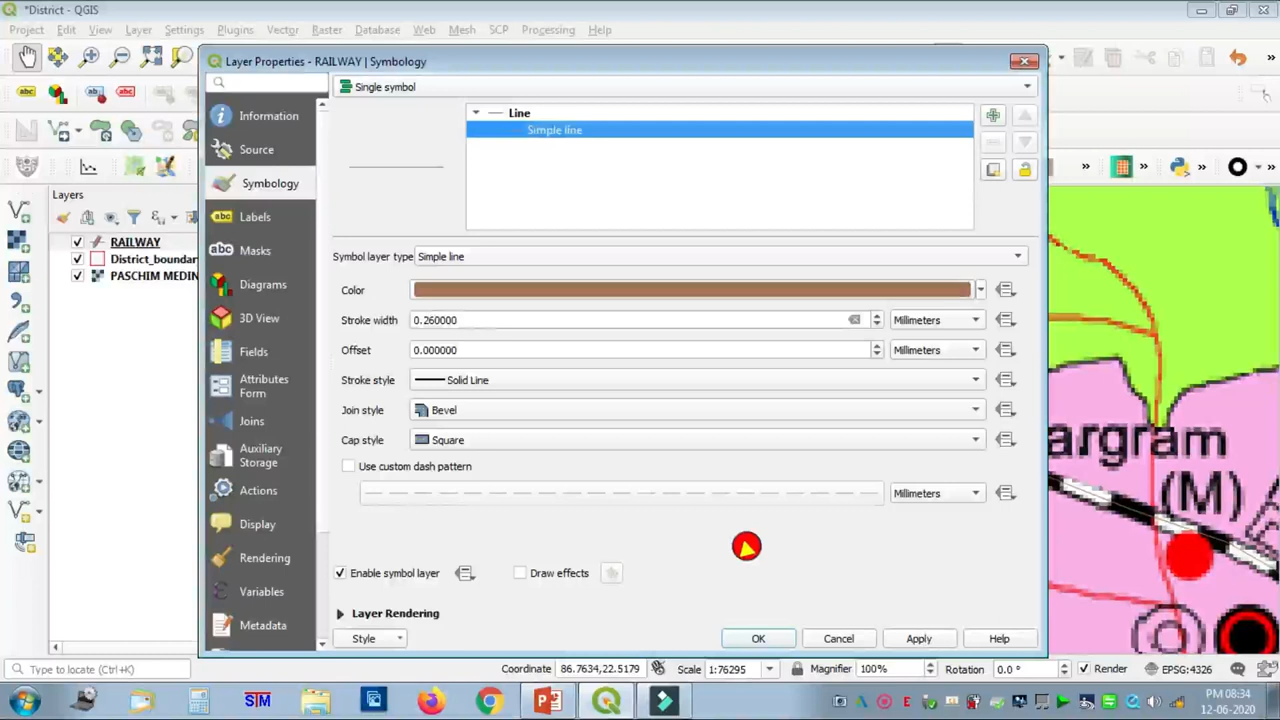 *District - QGIS
Project Edit View Layer Settings Plugins Vector Raster Database Web Mesh SCP Processing Help
Layer Properties - RAILWAY | Symbology
Single symbol
Information
Source
Symbology
Labels
Masks
Diagrams
3D View
Fields
Attributes
Form
Joins
Auxiliary
Storage
Actions
Display
Rendering
Variables
Metadata
Line
Simple line
Symbol layer type Simple line
Color
Stroke width 0.260000 Millimeters
Offset 0.000000 Millimeters
Stroke style Solid Line
Join style Bevel
Cap style Square
Use custom dash pattern
Millimeters
Enable symbol layer Draw effects
Layer Rendering
Style OK Cancel Apply Help
Layers
RAILWAY
District_boundar
PASCHIM MEDIN
argram
(M)
Type to locate (Ctrl+K) Coordinate 86.7634,22.5179 Scale 1:76295 Magnifier 100% Rotation 0.0 ° Render EPSG:4326
PM 08:34
12-06-2020